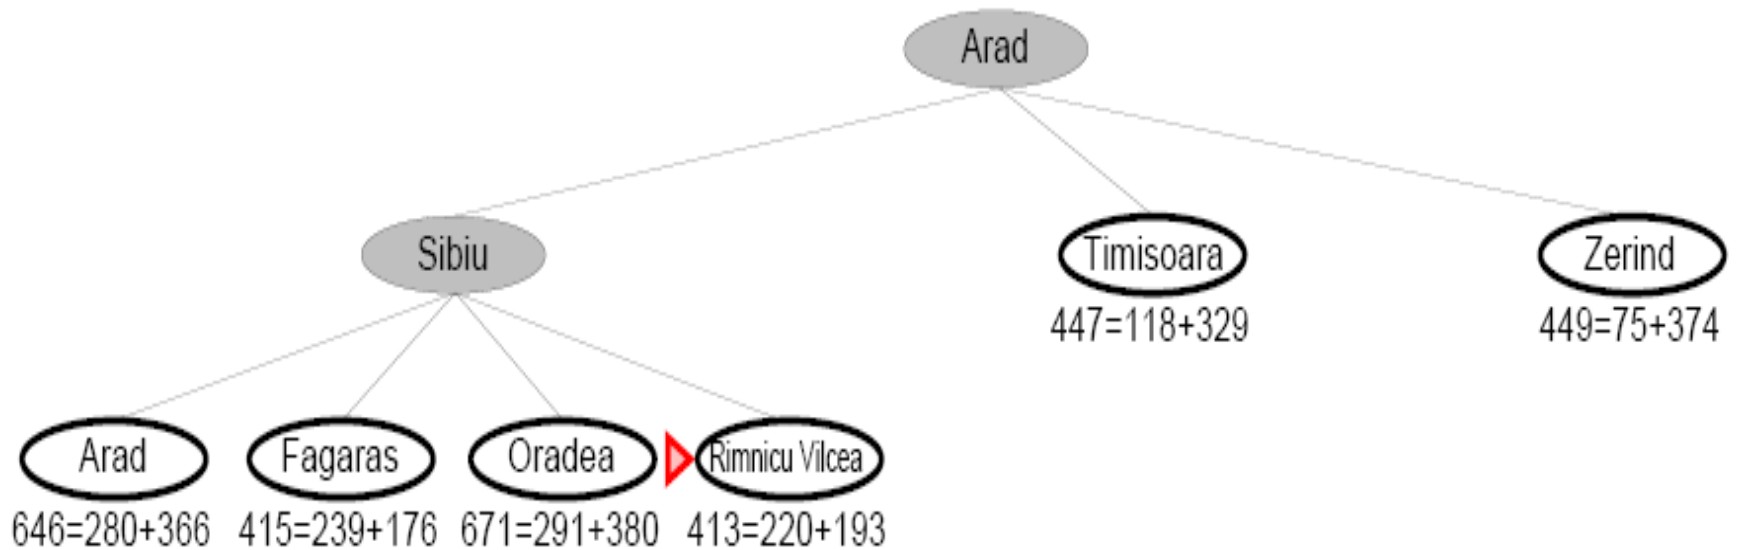 Arad
Sibiu
Timisoara
Zerind
447=118+329
449=75+374
Arad
Fagaras
Oradea
Rimnicu Vilcea
646=280+366
415=239+176
671=291+380
413=220+193